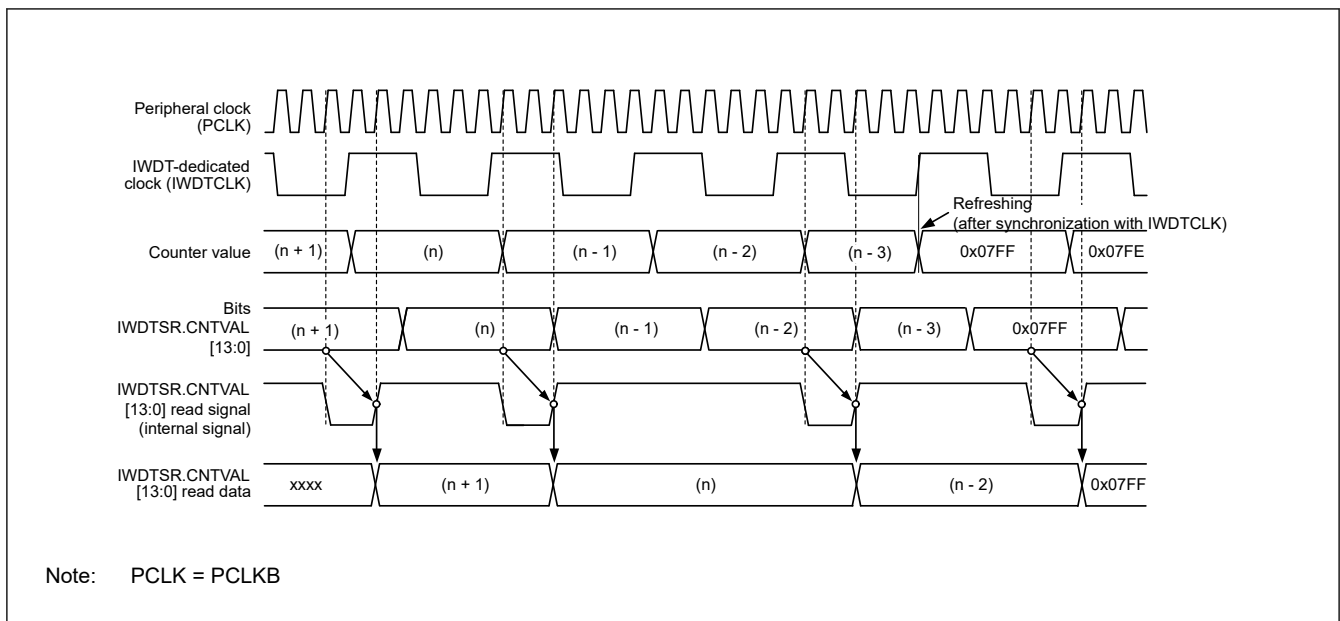 Peripheral clock
(PCLK)
IWDT-dedicated
clock (IWDTCLK)
Refreshing
(after synchronization with IWDTCLK)
Counter value
(n + 1)
(n)
(n - 1)
(n - 2)
(n - 3)
0x07FF
0x07FE
Bits
IWDTSR.CNTVAL
[13:0]
(n + 1)
(n)
(n - 1)
(n - 2)
(n - 3)
0x07FF
IWDTSR.CNTVAL
[13:0] read signal
(internal signal)
IWDTSR.CNTVAL
[13:0] read data
xxxx
(n + 1)
(n)
(n - 2)
0x07FF
Note: PCLK = PCLKB